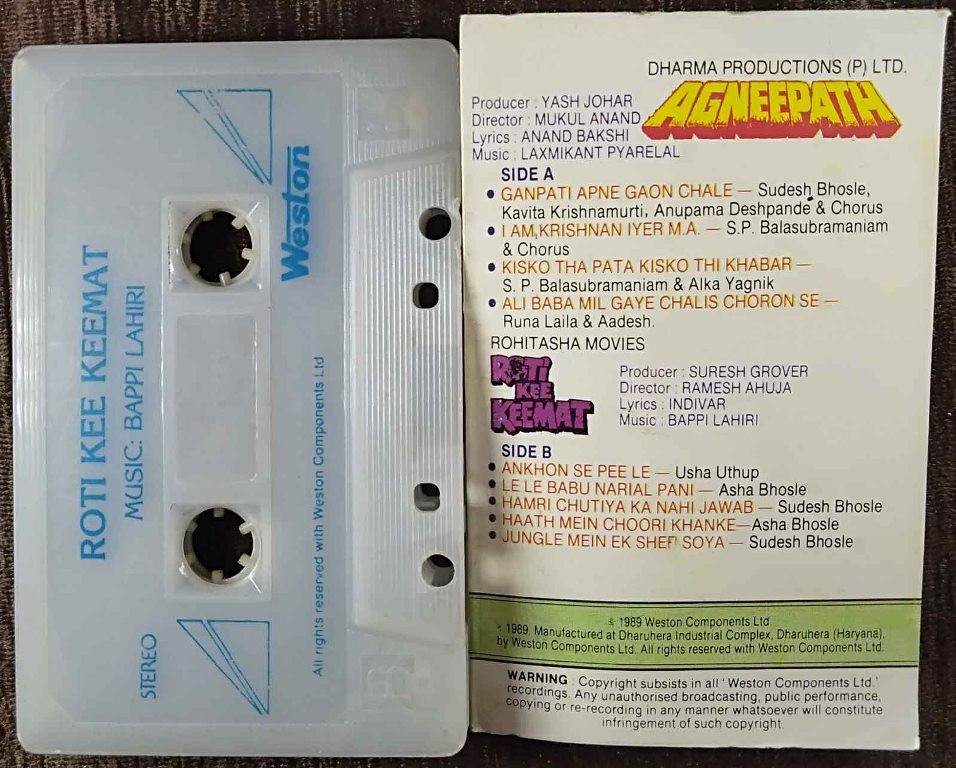 ROTI KEE KEEMAT
MUSIC: BAPPI LAHIRI
STEREO
Weston
All rights reserved with Weston Components Ltd
DHARMA PRODUCTIONS (P) LTD.
AGNEEPATH
Producer : YASH JOHAR
Director : MUKUL ANAND
Lyrics : ANAND BAKSHI
Music : LAXMIKANT PYARELAL
SIDE A
• GANPATI APNE GAON CHALE — Sudesh Bhosle,
Kavita Krishnamurti, Anupama Deshpande & Chorus
• I AM KRISHNAN IYER M.A. — S.P. Balasubramaniam
& Chorus
• KISKO THA PATA KISKO THI KHABAR —
S. P. Balasubramaniam & Alka Yagnik
• ALI BABA MIL GAYE CHALIS CHORON SE —
Runa Laila & Aadesh.
ROHITASHA MOVIES
ROTI
KEE
KEEMAT
Producer : SURESH GROVER
Director : RAMESH AHUJA
Lyrics : INDIVAR
Music : BAPPI LAHIRI
SIDE B
• ANKHON SE PEE LE — Usha Uthup
• LE LE BABU NARIAL PANI — Asha Bhosle
• HAMRI CHUTIYA KA NAHI JAWAB — Sudesh Bhosle
• HAATH MEIN CHOORI KHANKE— Asha Bhosle
• JUNGLE MEIN EK SHER SOYA — Sudesh Bhosle
1989 Weston Components Ltd.
1989. Manufactured at Dharuhera Industrial Complex, Dharuhera (Haryana),
by Weston Components Ltd. All rights reserved with Weston Components Ltd.
WARNING : Copyright subsists in all 'Weston Components Ltd.'
recordings. Any unauthorised broadcasting, public performance,
copying or re-recording in any manner whatsoever will constitute
infringement of such copyright.
B